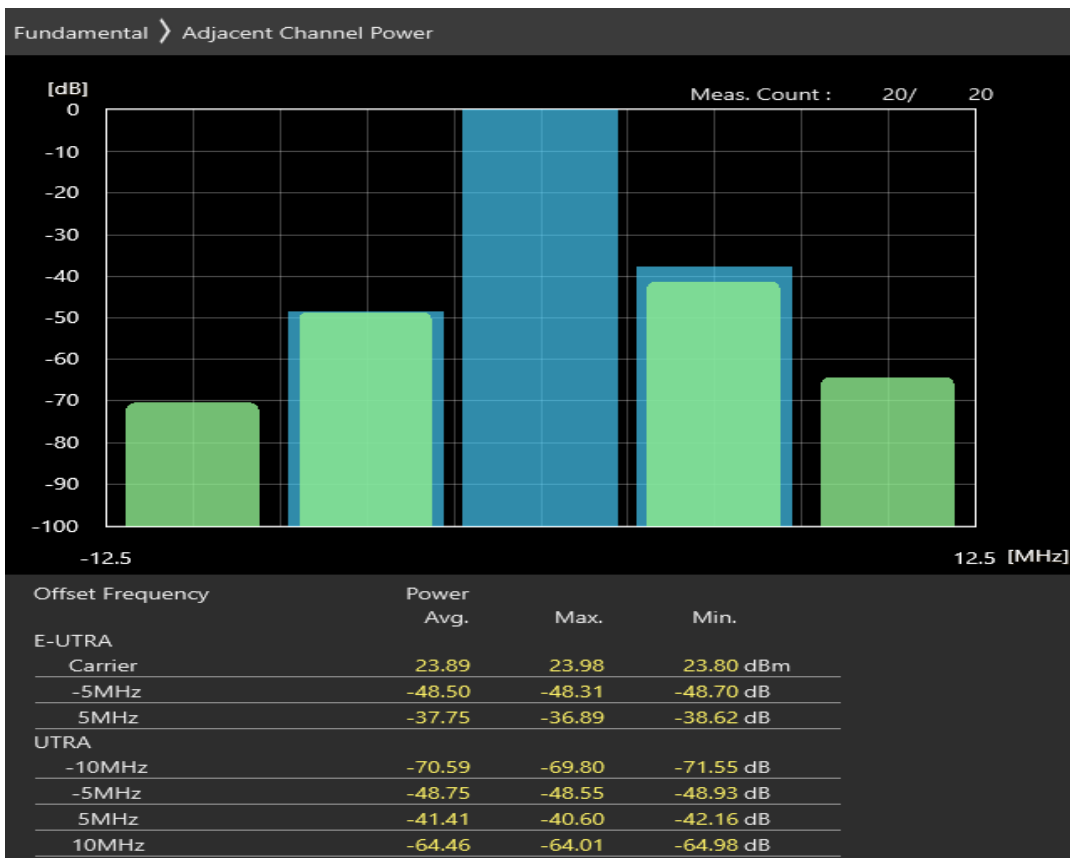 Fundamental 〉 Adjacent Channel Power
[dB]
Meas. Count : 20/ 20
0
-10
-20
-30
-40
-50
-60
-70
-80
-90
-100
-12.5 12.5 [MHz]
Offset Frequency Power
Avg. Max. Min.
E-UTRA
Carrier 23.89 23.98 23.80 dBm
-5MHz -48.50 -48.31 -48.70 dB
5MHz -37.75 -36.89 -38.62 dB
UTRA
-10MHz -70.59 -69.80 -71.55 dB
-5MHz -48.75 -48.55 -48.93 dB
5MHz -41.41 -40.60 -42.16 dB
10MHz -64.46 -64.01 -64.98 dB